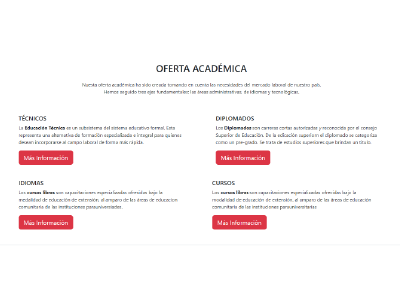 OFERTA ACADÉMICA
Nuestra oferta académica ha sido creada tomando en cuenta las necesidades del mercado laboral de nuestro país.
Hemos seguido tres ejes fundamentales: las áreas administrativas, de idiomas y tecnológicas.
TÉCNICOS
La Educación Técnica es un subsistema del sistema educativo formal. Esta
representa una alternativa de formación especializada e integral para quienes
desean incorporarse al campo laboral de forma más rápida.
Más Información
DIPLOMADOS
Los Diplomados son carreras cortas autorizadas y reconocidas por el consejo
Superior de Educación. De la educación superior el diplomado se categoriza
como un pre-grado. Se trata de estudios superiores que brindan un título.
Más Información
IDIOMAS
Los cursos libres son capacitaciones especializadas ofrecidas bajo la
modalidad de educación de extensión, al amparo de las áreas de educación
comunitaria de las instituciones parauniversitarias.
Más Información
CURSOS
Los cursos libres son capacitaciones especializadas ofrecidas bajo la
modalidad de educación de extensión, al amparo de las áreas de educación
comunitaria de las instituciones parauniversitarias
Más Información